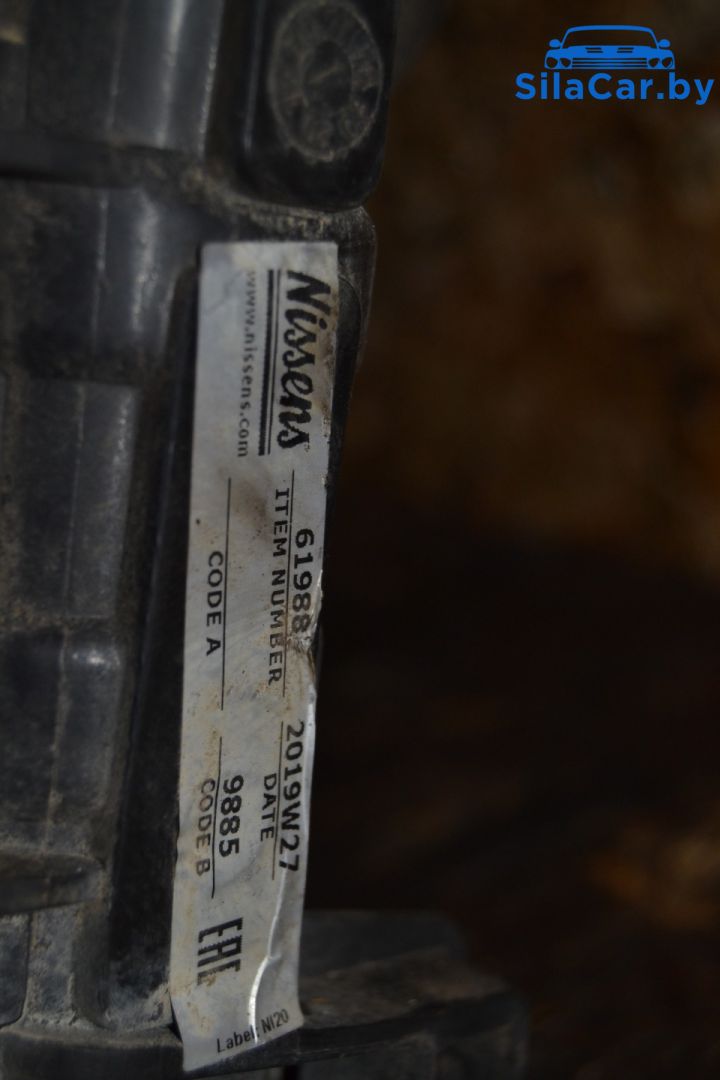 SilaCar.by
Nissens
www.nissens.com
61988
ITEM NUMBER
2019W27
DATE
CODE A
9885
CODE B
EAC
Label: NI20